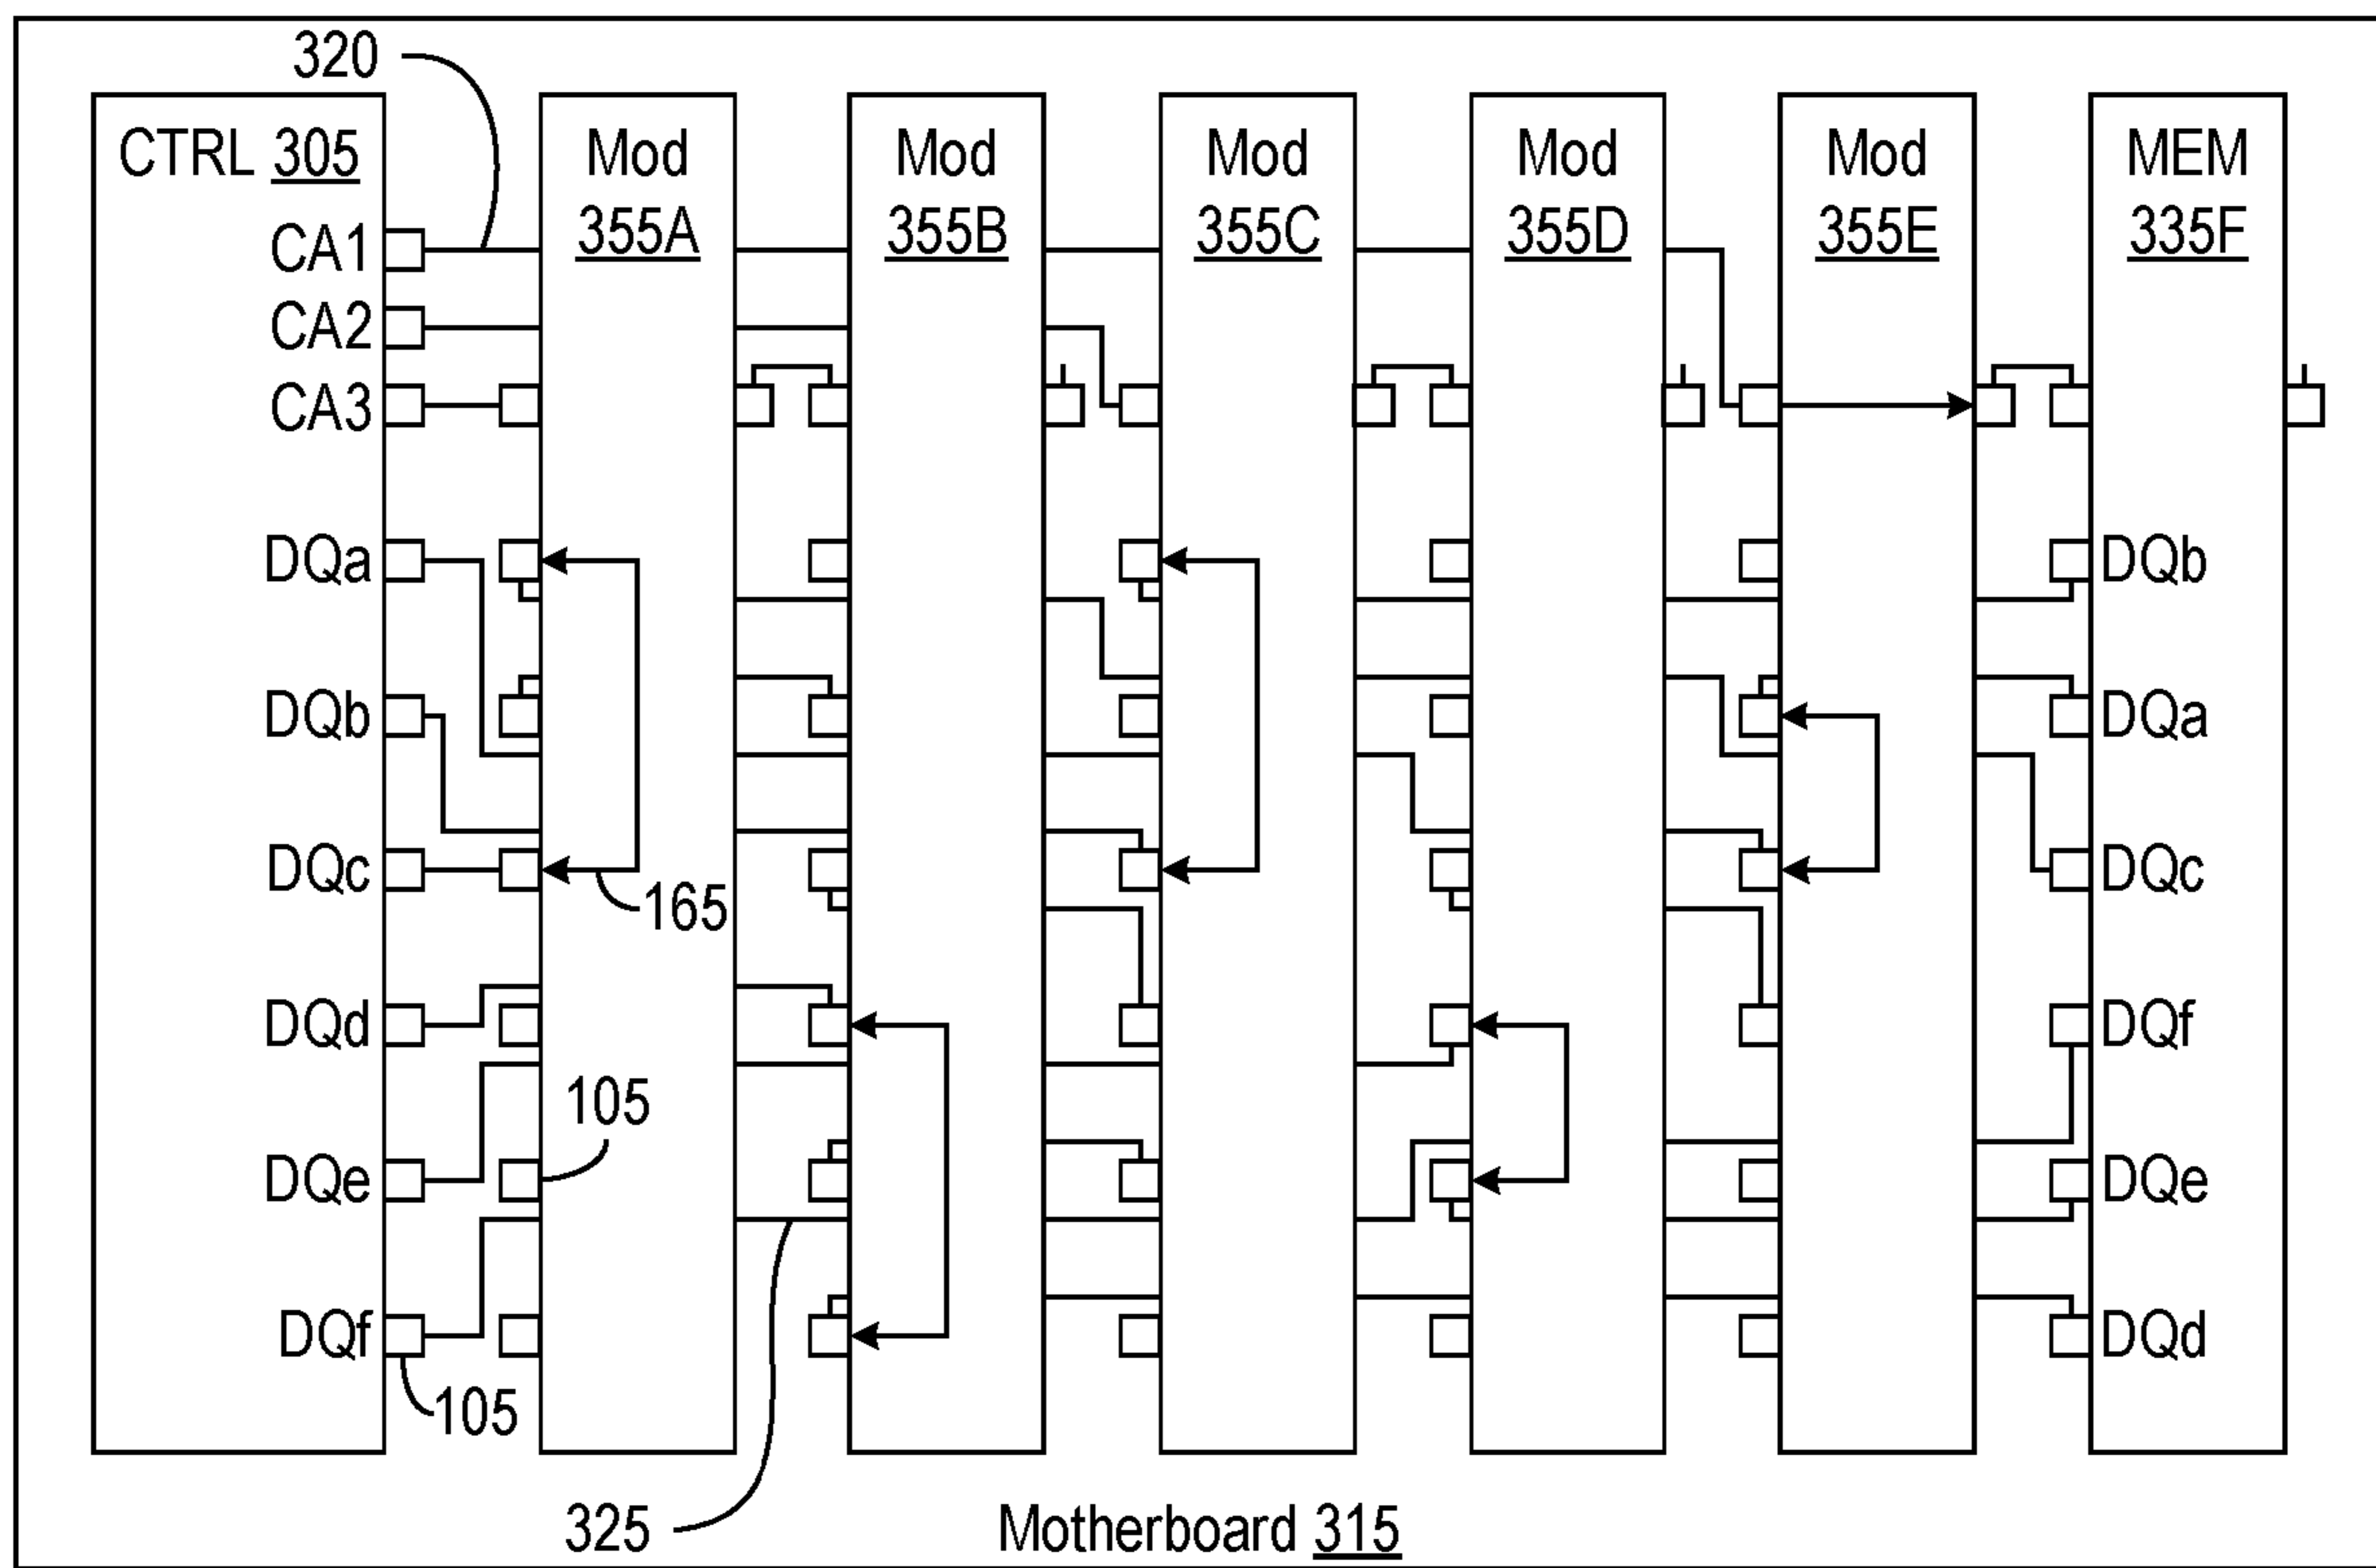 320
CTRL 305
Mod
355A
Mod
355B
Mod
355C
Mod
355D
Mod
355E
MEM
335F
CA1
CA2
CA3
DQa
DQb
DQb
DQa
DQc
165
DQc
DQd
DQf
105
DQe
DQe
DQf
DQd
105
325
Motherboard 315